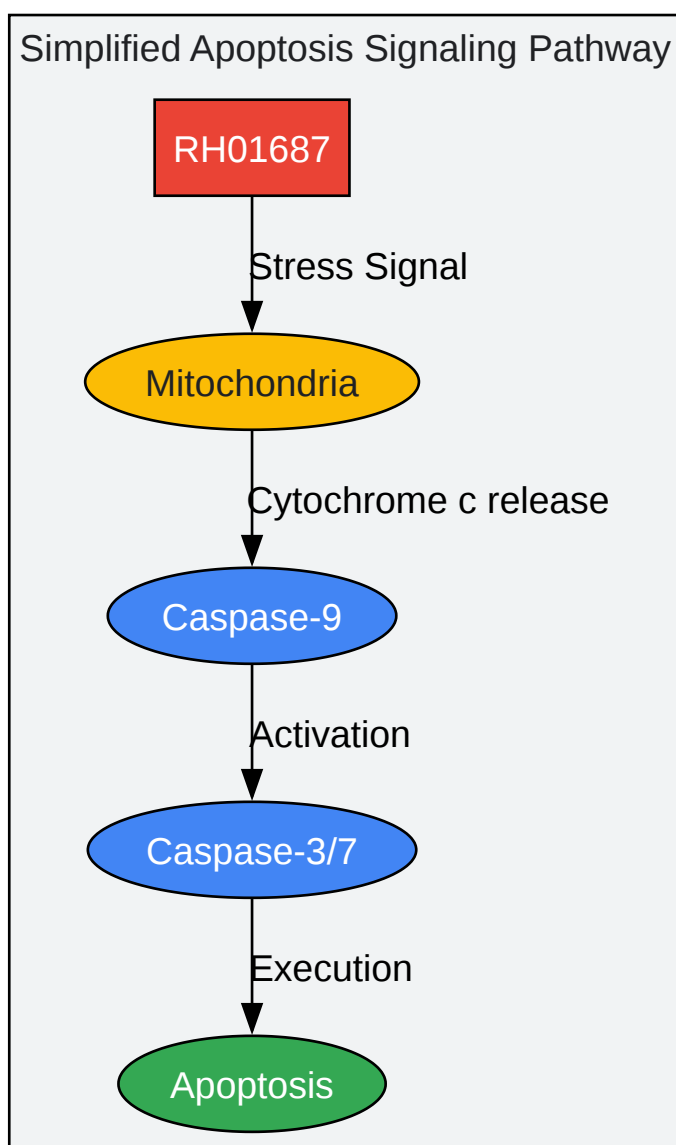 Simplified Apoptosis Signaling Pathway
RH01687
Stress Signal
Mitochondria
Cytochrome c release
Caspase-9
Activation
Caspase-3/7
Execution
Apoptosis